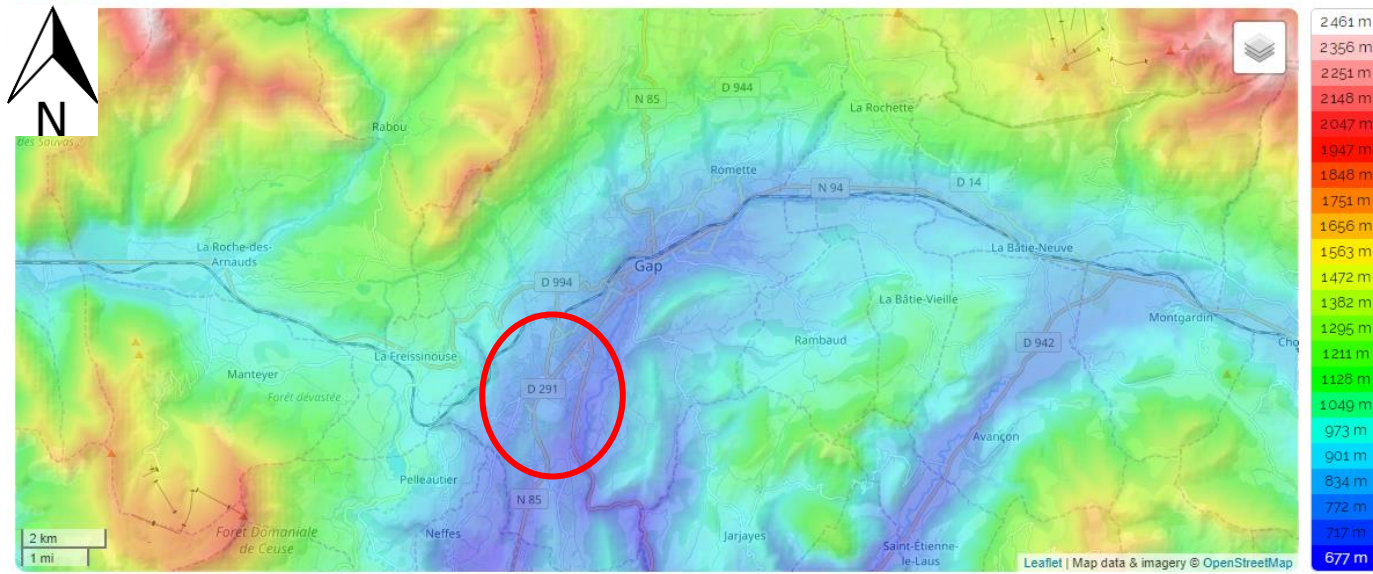 N
des Sauvas
Rabou
N 85
D 944
La Rochette
Romette
N 94
D 14
La Roche-des-
Arnauds
Gap
La Bâtie-Neuve
D 994
La Bâtie-Vieille
Montgardin
La Freissinouse
Rambaud
D 942
Cho
Manteyer
Forêt dévastée
D 291
Avançon
Pelleautier
N 85
Neffes
Forêt Domaniale
de Ceuse
Jarjayes
Saint-Étienne-
le-Laus
2 km
1 mi
Leaflet | Map data & imagery © OpenStreetMap
2 461 m
2 356 m
2 251 m
2 148 m
2 047 m
1 947 m
1 848 m
1 751 m
1 656 m
1 563 m
1 472 m
1 382 m
1 295 m
1 211 m
1 128 m
1 049 m
973 m
901 m
834 m
772 m
717 m
677 m